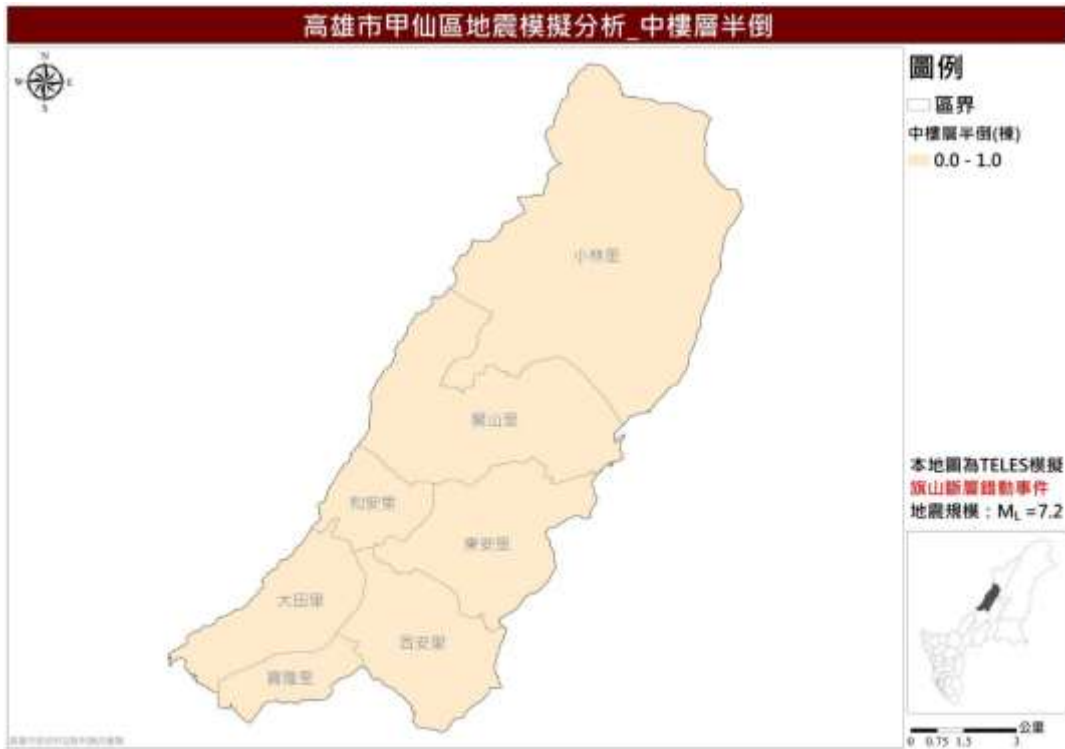 高雄市甲仙區地震模擬分析_中樓層半倒
N
W
E
S
圖例
區界
中樓層半倒(棟)
0.0 - 1.0
小林里
關山里
和安里
東安里
大田里
西安里
寶隆里
本地圖為TELES模擬
旗山斷層錯動事件
地震規模：ML =7.2
公里
0 0.75 1.5 3